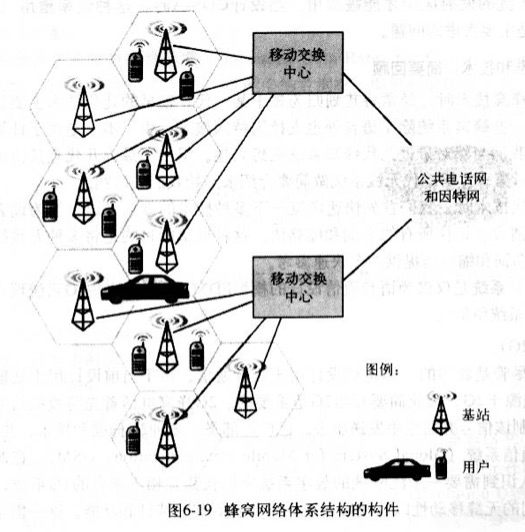 移动交换
中心
公共电话网
和因特网
移动交换
中心
图例:
基站
用户
图6-19 蜂窝网络体系结构的构件